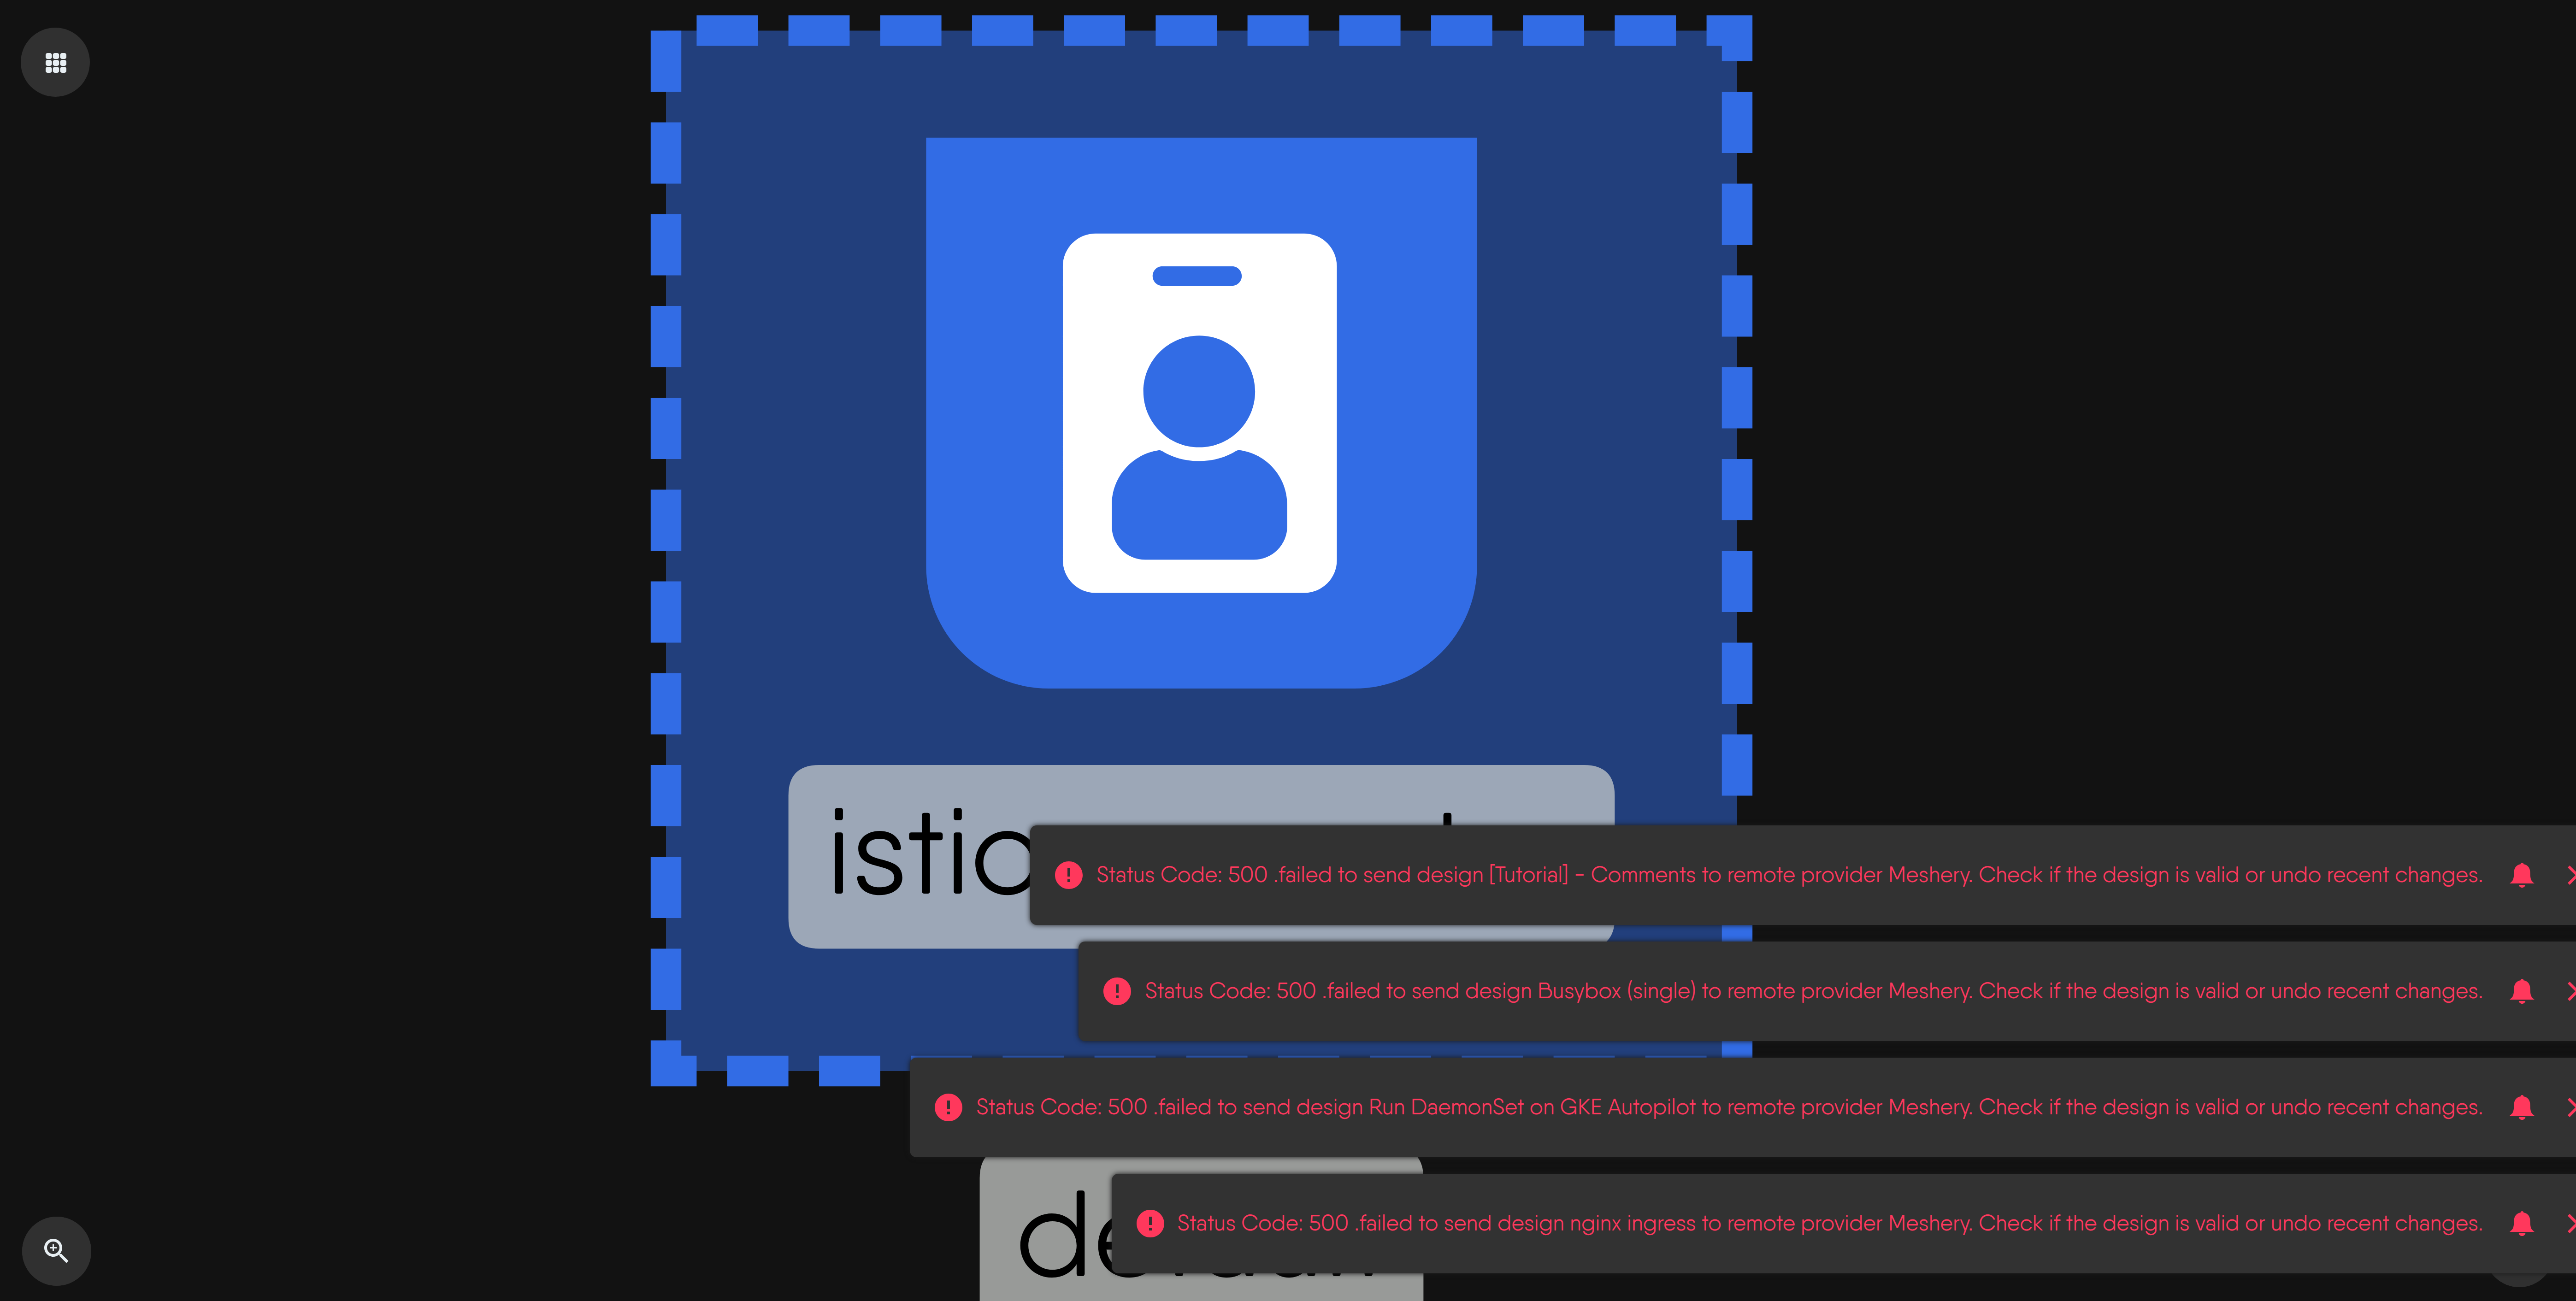 istio
Status Code: 500 .failed to send design [Tutorial] - Comments to remote provider Meshery. Check if the design is valid or undo recent changes.
Status Code: 500 .failed to send design Busybox (single) to remote provider Meshery. Check if the design is valid or undo recent changes.
Status Code: 500 .failed to send design Run DaemonSet on GKE Autopilot to remote provider Meshery. Check if the design is valid or undo recent changes.
Status Code: 500 .failed to send design nginx ingress to remote provider Meshery. Check if the design is valid or undo recent changes.